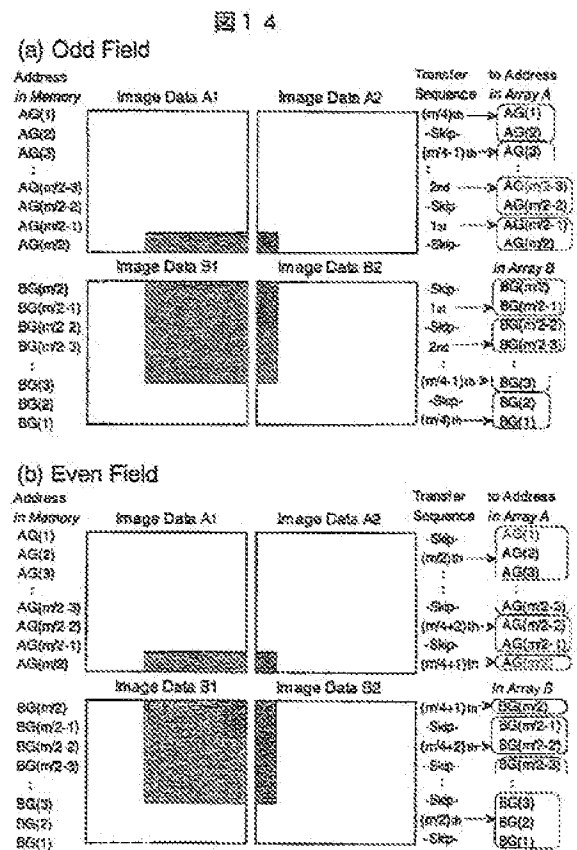 図14
(a) Odd Field
Address in Memory
Image Data A1
Image Data A2
Transfer Sequence
to Address in Array A
AG(1) (m/4)th AG(1)
AG(2) -Skip- AG(2)
AG(3) (m/4-1)th AG(3)
: : :
AG(m/2-3) 2nd AG(m/2-3)
AG(m/2-2) -Skip- AG(m/2-2)
AG(m/2-1) 1st AG(m/2-1)
AG(m/2) -Skip- AG(m/2)
Image Data B1
Image Data B2
in Array B
BG(m/2) -Skip- BG(m/2)
BG(m/2-1) 1st BG(m/2-1)
BG(m/2-2) -Skip- BG(m/2-2)
BG(m/2-3) 2nd BG(m/2-3)
: : :
BG(3) (m/4-1)th BG(3)
BG(2) -Skip- BG(2)
BG(1) (m/4)th BG(1)
(b) Even Field
Address in Memory
Image Data A1
Image Data A2
Transfer Sequence
to Address in Array A
AG(1) -Skip- AG(1)
AG(2) (m/2)th AG(2)
AG(3) : AG(3)
: : :
AG(m/2-3) -Skip- AG(m/2-3)
AG(m/2-2) (m/4+2)th AG(m/2-2)
AG(m/2-1) -Skip- AG(m/2-1)
AG(m/2) (m/4+1)th AG(m/2)
Image Data B1
Image Data B2
in Array B
BG(m/2) (m/4+1)th BG(m/2)
BG(m/2-1) -Skip- BG(m/2-1)
BG(m/2-2) (m/4+2)th BG(m/2-2)
BG(m/2-3) -Skip- BG(m/2-3)
: : :
BG(3) -Skip- BG(3)
BG(2) (m/2)th BG(2)
BG(1) -Skip- BG(1)